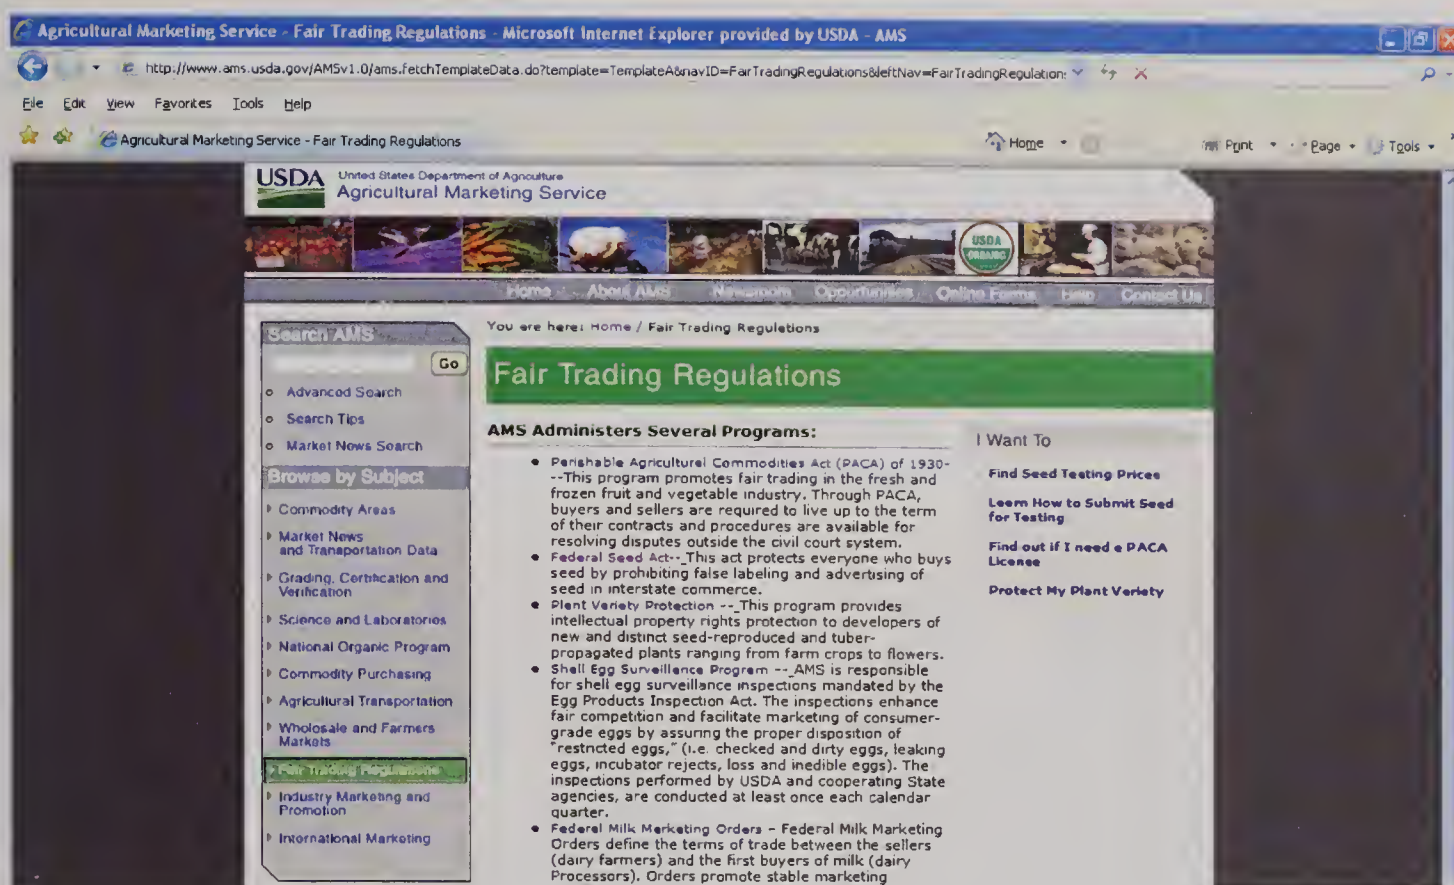 Agricultural Marketing Service - Fair Trading Regulations - Microsoft Internet Explorer provided by USDA - AMS
http://www.ams.usda.gov/AMSv1.0/ams.fetchTemplateData.do?template=TemplateA&navID=FairTradingRegulations&leftNav=FairTradingRegulation:
File Edit View Favorites Tools Help
Agricultural Marketing Service - Fair Trading Regulations
Home Print Page Tools
USDA United States Department of Agriculture
Agricultural Marketing Service
USDA
ORGANIC
Home About AMS Newsroom Opportunities Online Forms Help Contact Us
Search AMS
Go
Advanced Search
Search Tips
Market News Search
Browse by Subject
Commodity Areas
Market News
and Transportation Data
Grading, Certification and
Verification
Science and Laboratories
National Organic Program
Commodity Purchasing
Agricultural Transportation
Wholesale and Farmers
Markets
Fair Trading Regulations
Industry Marketing and
Promotion
International Marketing
You are here: Home / Fair Trading Regulations
Fair Trading Regulations
AMS Administers Several Programs:
Perishable Agricultural Commodities Act (PACA) of 1930-
--This program promotes fair trading in the fresh and
frozen fruit and vegetable industry. Through PACA,
buyers and sellers are required to live up to the term
of their contracts and procedures are available for
resolving disputes outside the civil court system.
Federal Seed Act-- This act protects everyone who buys
seed by prohibiting false labeling and advertising of
seed in interstate commerce.
Plant Variety Protection -- This program provides
intellectual property rights protection to developers of
new and distinct seed-reproduced and tuber-
propagated plants ranging from farm crops to flowers.
Shell Egg Surveillance Program -- AMS is responsible
for shell egg surveillance inspections mandated by the
Egg Products Inspection Act. The inspections enhance
fair competition and facilitate marketing of consumer-
grade eggs by assuring the proper disposition of
"restricted eggs," (i.e. checked and dirty eggs, leaking
eggs, incubator rejects, loss and inedible eggs). The
inspections performed by USDA and cooperating State
agencies, are conducted at least once each calendar
quarter.
Federal Milk Marketing Orders - Federal Milk Marketing
Orders define the terms of trade between the sellers
(dairy farmers) and the first buyers of milk (dairy
Processors). Orders promote stable marketing
I Want To
Find Seed Testing Prices
Learn How to Submit Seed
for Testing
Find out if I need a PACA
License
Protect My Plant Variety